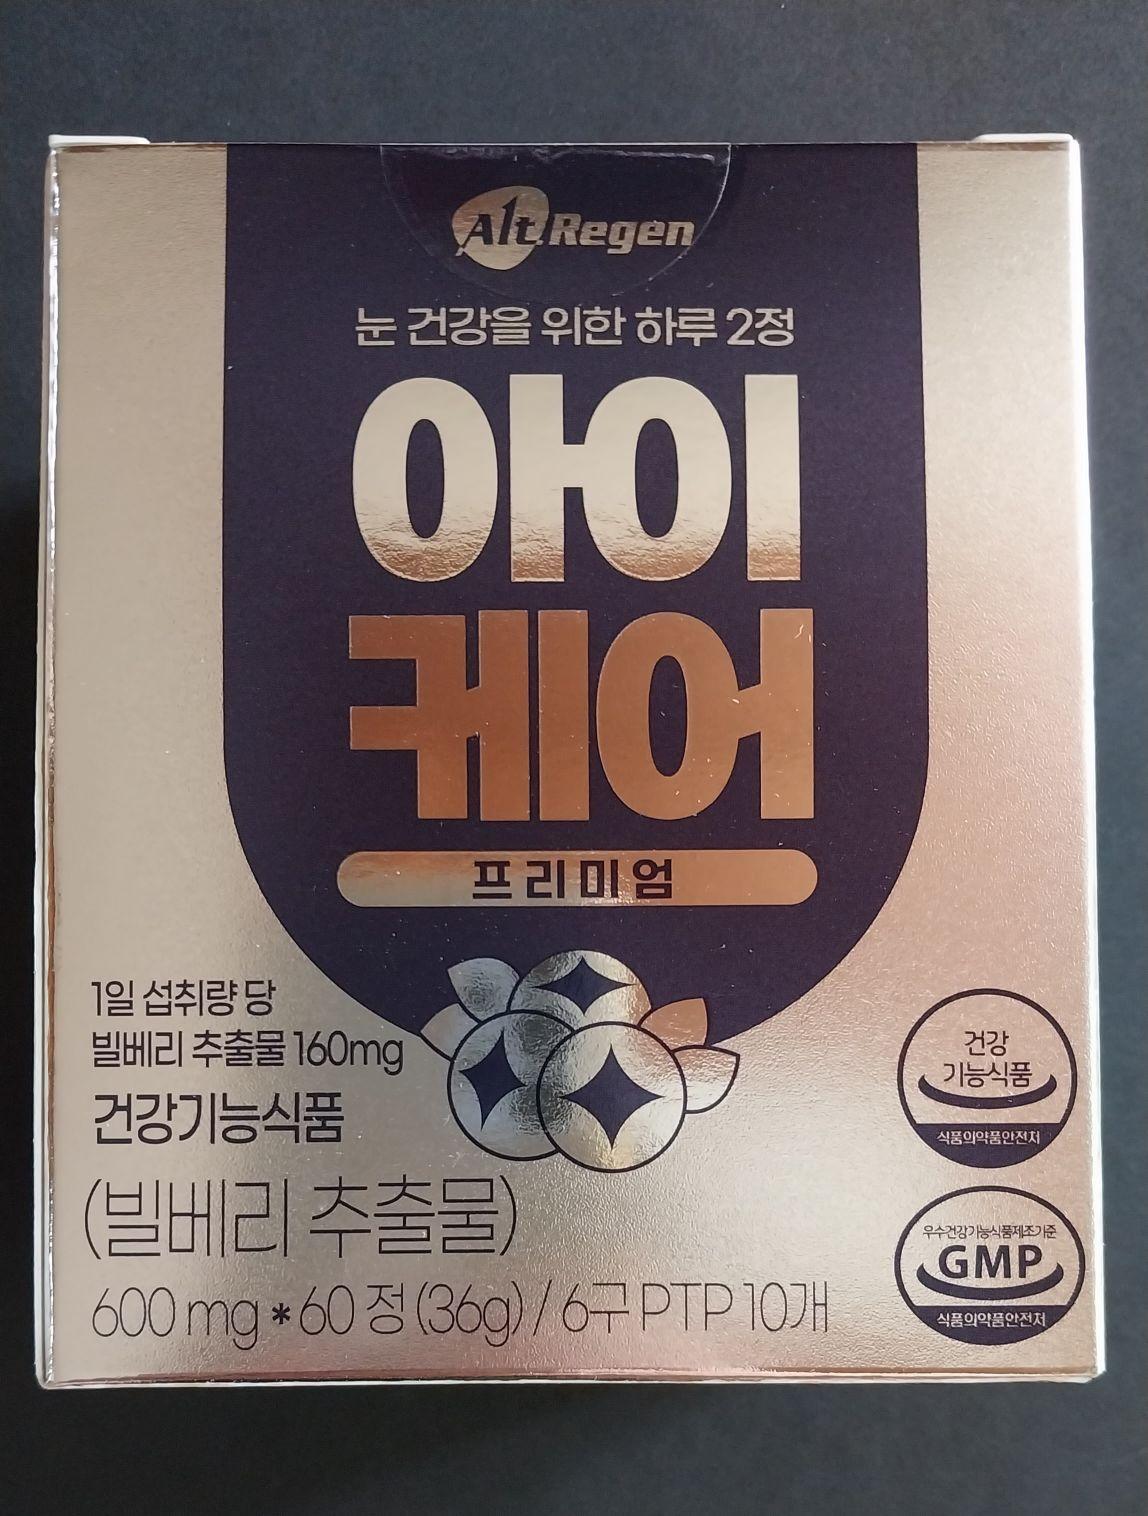 Alt Regen
눈 건강을 위한 하루 2정
아이
케어
프리미엄
1일 섭취량 당
빌베리 추출물 160mg
건강기능식품
(빌베리 추출물)
600 mg * 60 정 (36g) / 6구 PTP 10개
건강
기능식품
식품의약품안전처
우수건강기능식품제조기준
GMP
식품의약품안전처